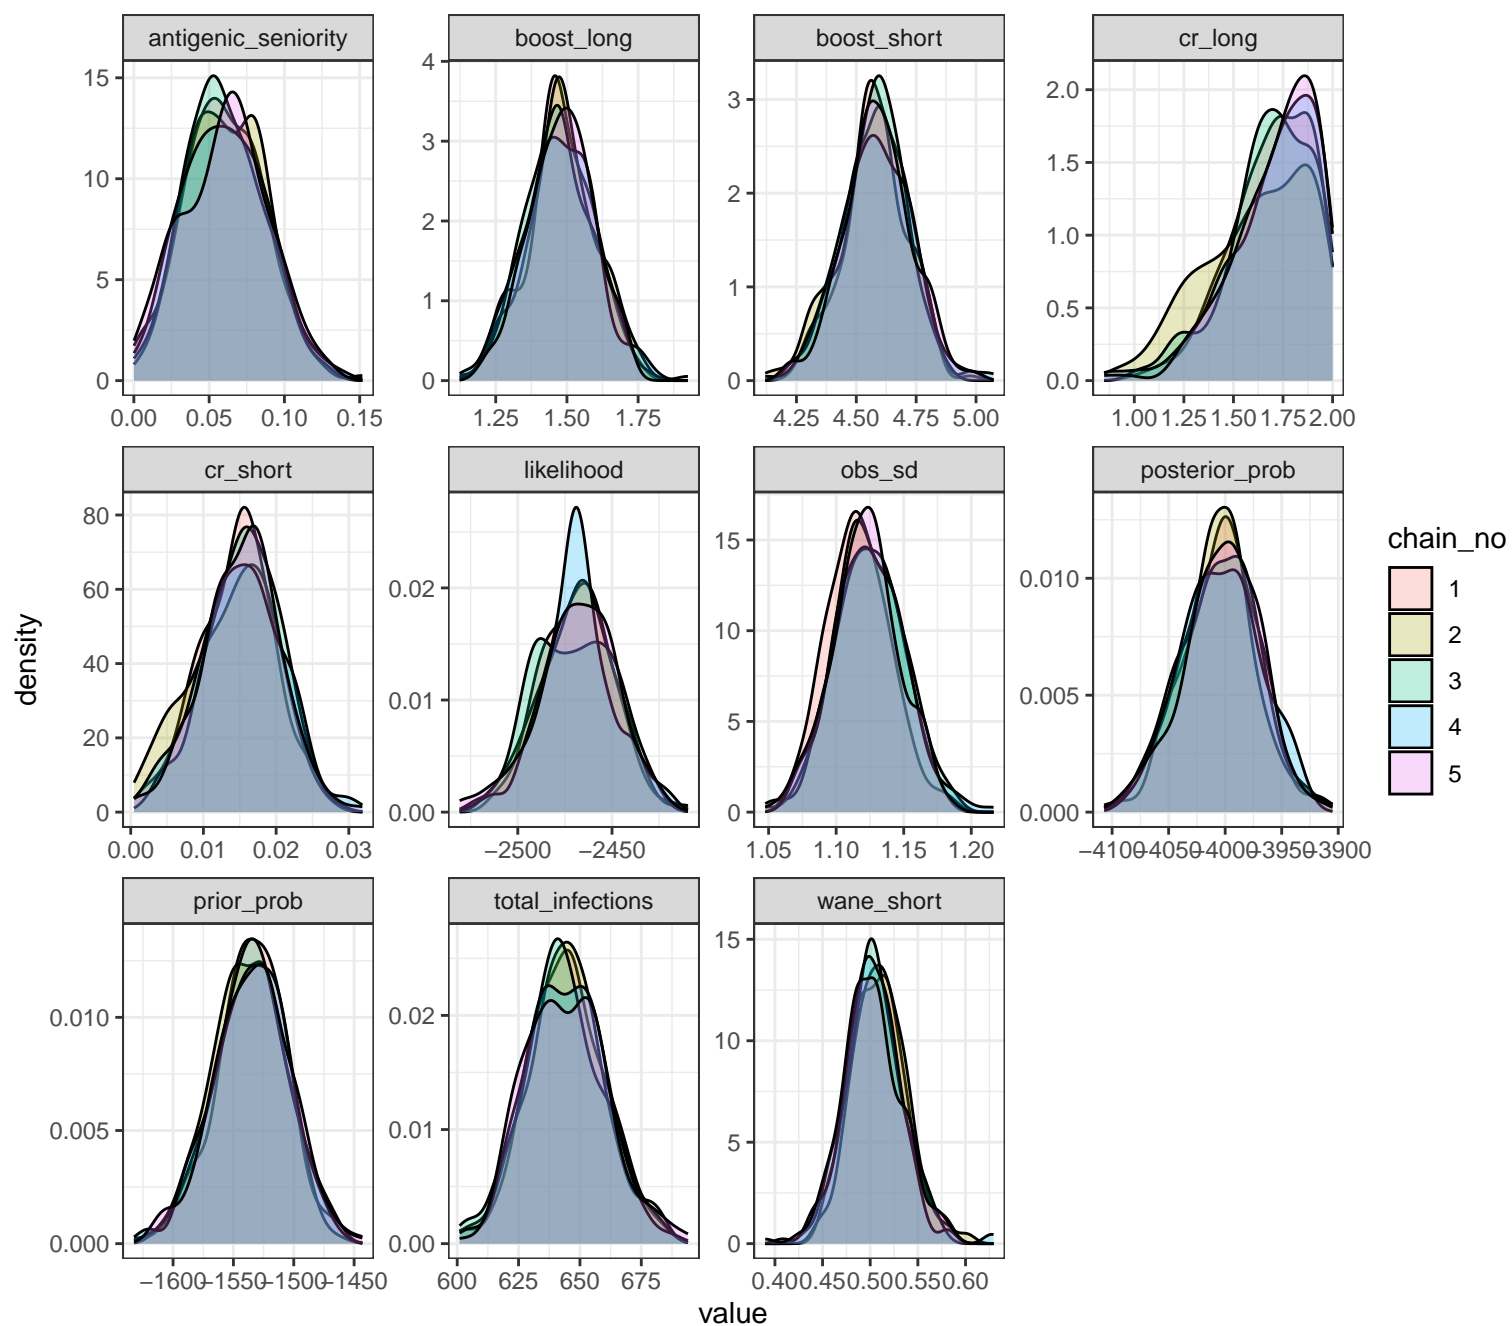 antigenic_seniority
boost_long
boost_short
cr_long
15
10
5
0
0.00 0.05 0.10 0.15
4
3
2
1
0
1.25 1.50 1.75
3
2
1
0
4.25 4.50 4.75 5.00
2.0
1.5
1.0
0.5
0.0
1.00 1.25 1.50 1.75 2.00
cr_short
likelihood
obs_sd
posterior_prob
80
60
40
20
0
0.00 0.01 0.02 0.03
0.02
0.01
0.00
−2500 −2450
15
10
5
0
1.05 1.10 1.15 1.20
0.010
0.005
0.000
−4100 −4050 −4000 −3950 −3900
prior_prob
total_infections
wane_short
0.010
0.005
0.000
−1600 −1550 −1500 −1450
0.02
0.01
0.00
600 625 650 675
15
10
5
0
0.40 0.45 0.50 0.55 0.60
density
value
chain_no
1
2
3
4
5